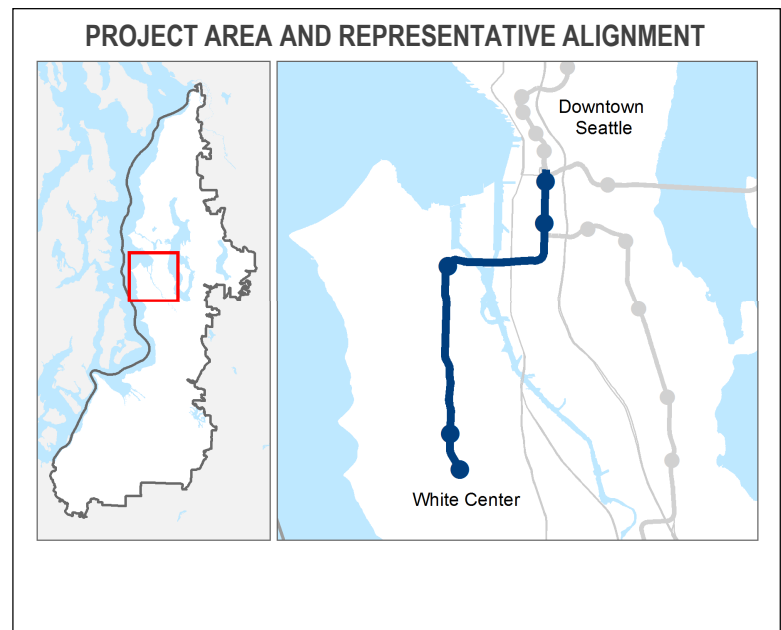 PROJECT AREA AND REPRESENTATIVE ALIGNMENT
Downtown
Seattle
White Center